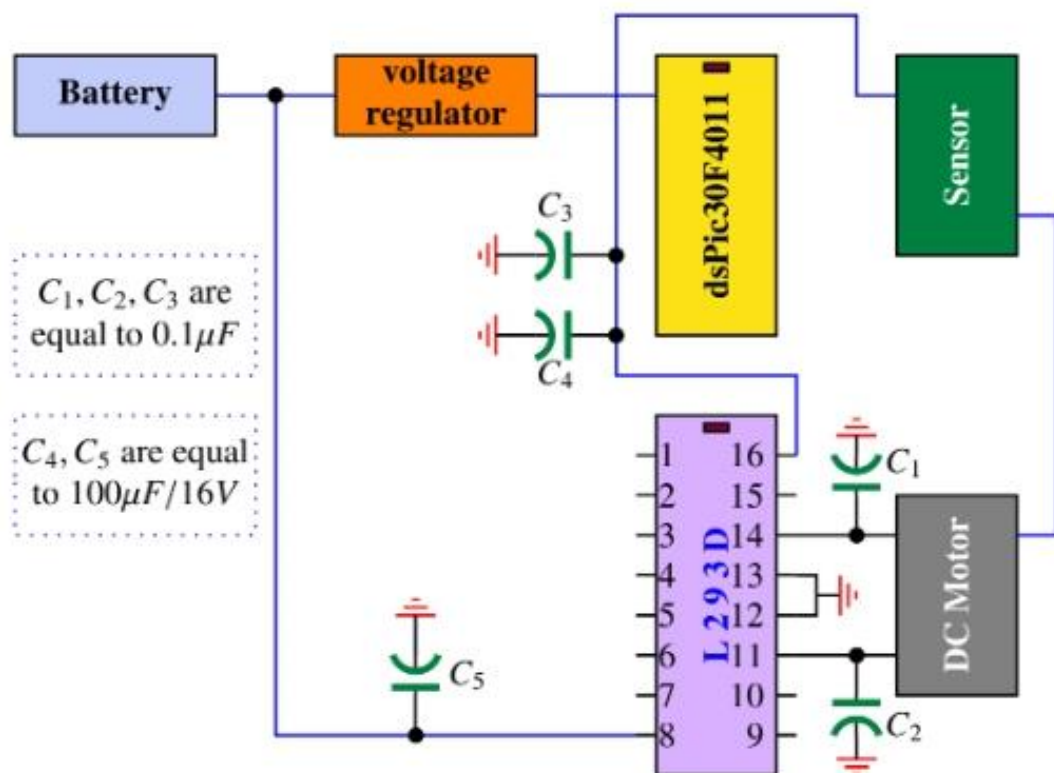 Battery
voltage
regulator
dsPic30F4011
Sensor
C₃
C₄
C₁, C₂, C₃ are
equal to 0.1μF
C₄, C₅ are equal
to 100μF/16V
L293D
1
2
3
4
5
6
7
8
16
15
14
13
12
11
10
9
C₁
C₂
C₅
DC Motor